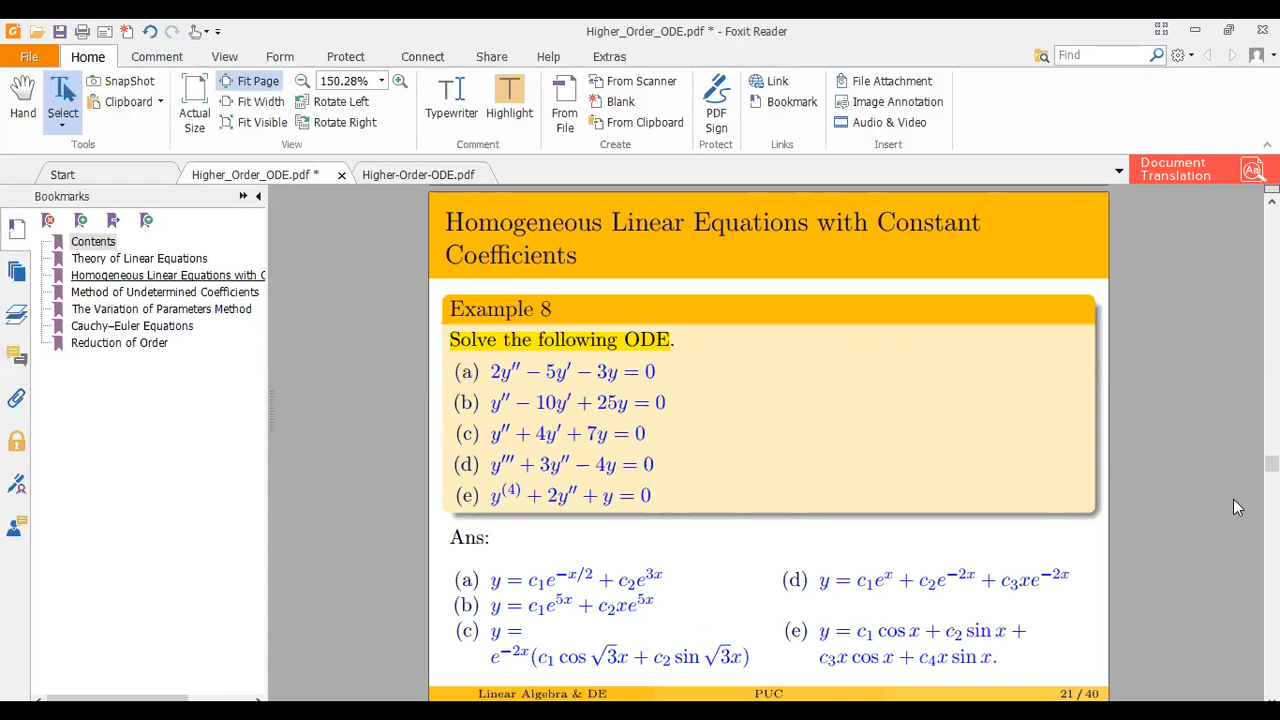 Higher_Order_ODE.pdf * - Foxit Reader
File Home Comment View Form Protect Connect Share Help Extras Find
Hand Select SnapShot Clipboard Actual Size Fit Page Fit Width Fit Visible 150.28% Rotate Left Rotate Right Typewriter Highlight From File From Scanner Blank From Clipboard PDF Sign Link Bookmark File Attachment Image Annotation Audio & Video
Tools View Comment Create Protect Links Insert
Start Higher_Order_ODE.pdf * Higher-Order-ODE.pdf Document Translation
Bookmarks
Contents
Theory of Linear Equations
Homogeneous Linear Equations with C
Method of Undetermined Coefficients
The Variation of Parameters Method
Cauchy–Euler Equations
Reduction of Order
Homogeneous Linear Equations with Constant
Coefficients
Example 8
Solve the following ODE.
(a) 2y″ − 5y′ − 3y = 0
(b) y″ − 10y′ + 25y = 0
(c) y″ + 4y′ + 7y = 0
(d) y‴ + 3y″ − 4y = 0
(e) y⁽⁴⁾ + 2y″ + y = 0
Ans:
(a) y = c₁e^{−x/2} + c₂e^{3x}
(b) y = c₁e^{5x} + c₂xe^{5x}
(c) y =
e^{−2x}(c₁ cos √3x + c₂ sin √3x)
(d) y = c₁e^{x} + c₂e^{−2x} + c₃xe^{−2x}
(e) y = c₁ cos x + c₂ sin x +
c₃x cos x + c₄x sin x.
Linear Algebra & DE PUC 21 / 40